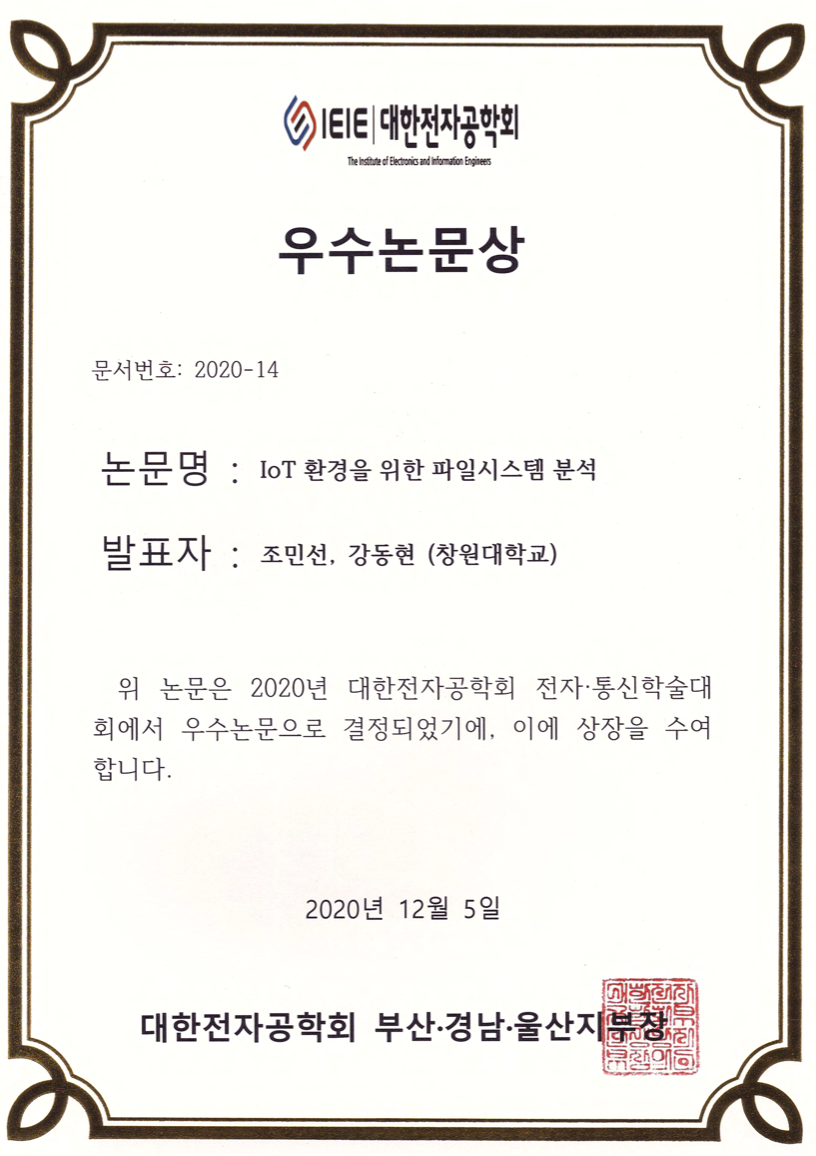 IEIE 대한전자공학회
The Institute of Electronics and Information Engineers
우수논문상
문서번호: 2020-14
논문명 : IoT 환경을 위한 파일시스템 분석
발표자 : 조민선, 강동현 (창원대학교)
위 논문은 2020년 대한전자공학회 전자·통신학술대
회에서 우수논문으로 결정되었기에, 이에 상장을 수여
합니다.
2020년 12월 5일
대한전자공학회 부산·경남·울산지부장